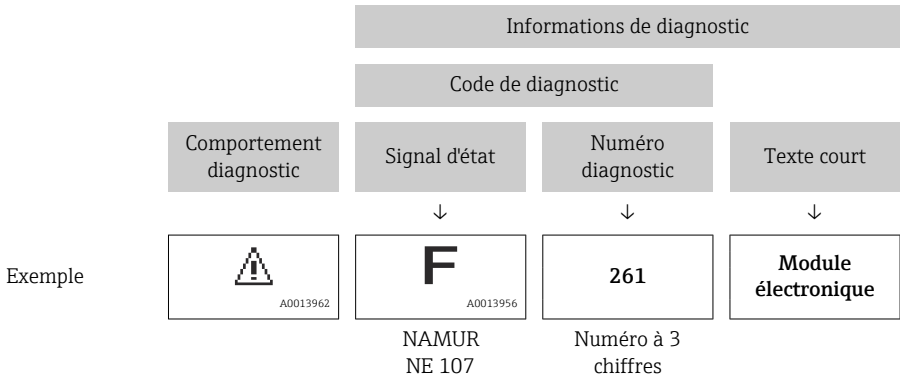 Informations de diagnostic
Code de diagnostic
Comportement
diagnostic
Signal d'état
Numéro
diagnostic
Texte court
↓ ↓ ↓
Exemple
A0013962
F
A0013956
261
Module
électronique
NAMUR
NE 107
Numéro à 3
chiffres